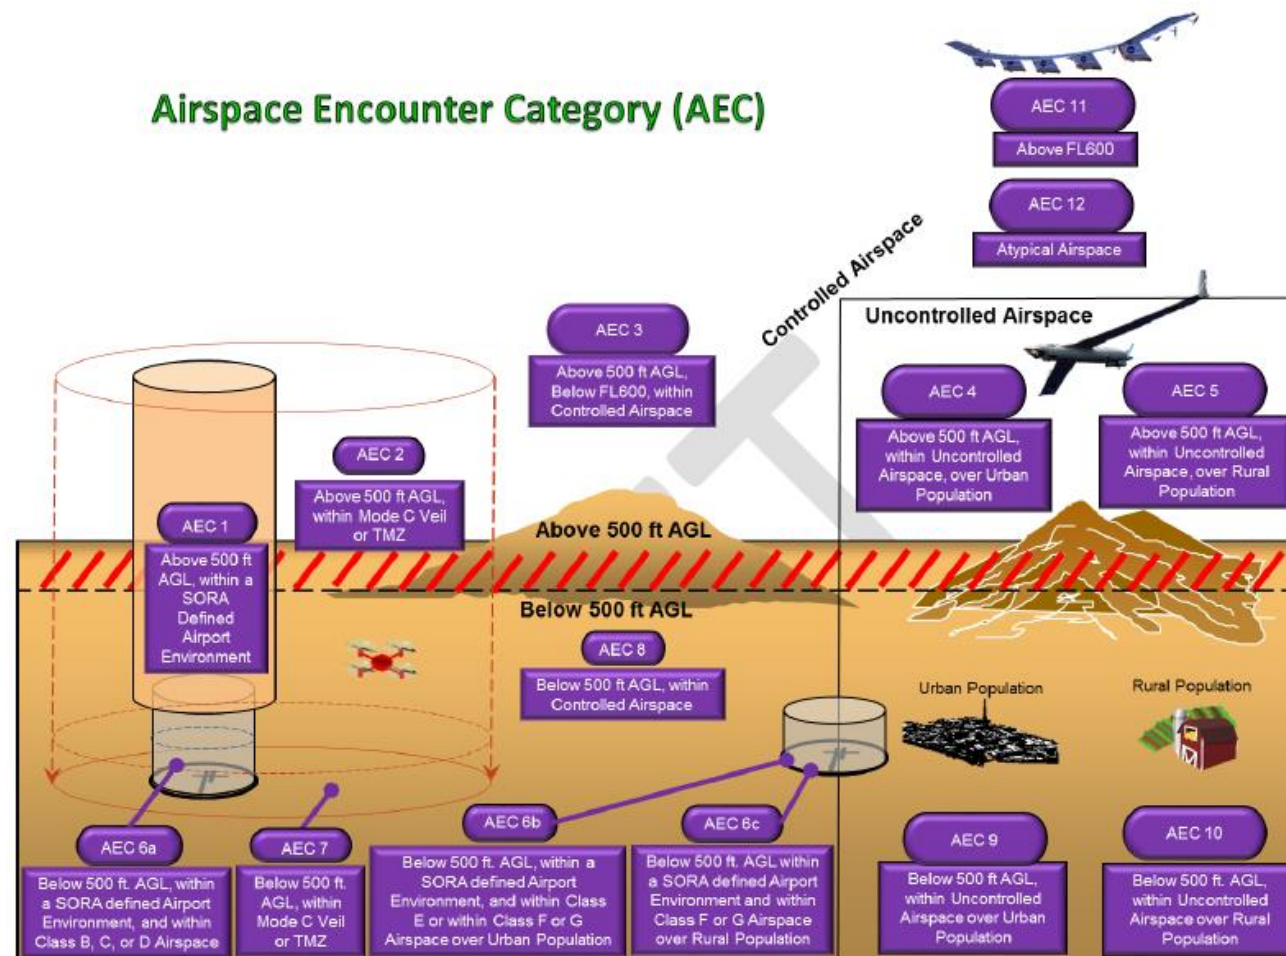 Airspace Encounter Category (AEC)
AEC 11
Above FL600
AEC 12
Atypical Airspace
Controlled Airspace
Uncontrolled Airspace
AEC 3
Above 500 ft AGL,
Below FL600, within
Controlled Airspace
AEC 4
Above 500 ft AGL,
within Uncontrolled
Airspace, over Urban
Population
AEC 5
Above 500 ft AGL,
within Uncontrolled
Airspace, over Rural
Population
AEC 2
Above 500 ft AGL,
within Mode C Veil
or TMZ
AEC 1
Above 500 ft
AGL, within a
SORA
Defined
Airport
Environment
Above 500 ft AGL
Below 500 ft AGL
AEC 8
Below 500 ft AGL, within
Controlled Airspace
Urban Population
Rural Population
AEC 6a
Below 500 ft. AGL, within
a SORA defined Airport
Environment, and within
Class B, C, or D Airspace
AEC 7
Below 500 ft.
AGL, within
Mode C Veil
or TMZ
AEC 6b
Below 500 ft. AGL, within a
SORA defined Airport
Environment, and within Class
E or within Class F or G
Airspace over Urban Population
AEC 6c
Below 500 ft. AGL within
a SORA defined Airport
Environment and within
Class F or G Airspace
over Rural Population
AEC 9
Below 500 ft AGL,
within Uncontrolled
Airspace over Urban
Population
AEC 10
Below 500 ft. AGL,
within Uncontrolled
Airspace over Rural
Population